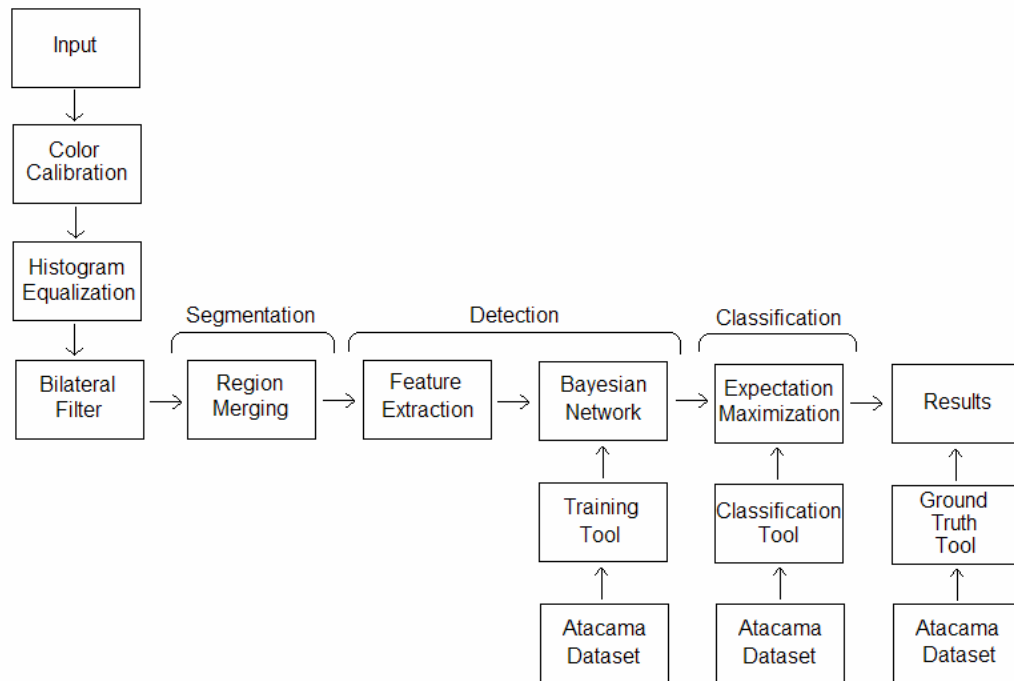 Input
Color
Calibration
Histogram
Equalization
Segmentation
Detection
Classification
Bilateral
Filter
Region
Merging
Feature
Extraction
Bayesian
Network
Expectation
Maximization
Results
Training
Tool
Classification
Tool
Ground
Truth
Tool
Atacama
Dataset
Atacama
Dataset
Atacama
Dataset